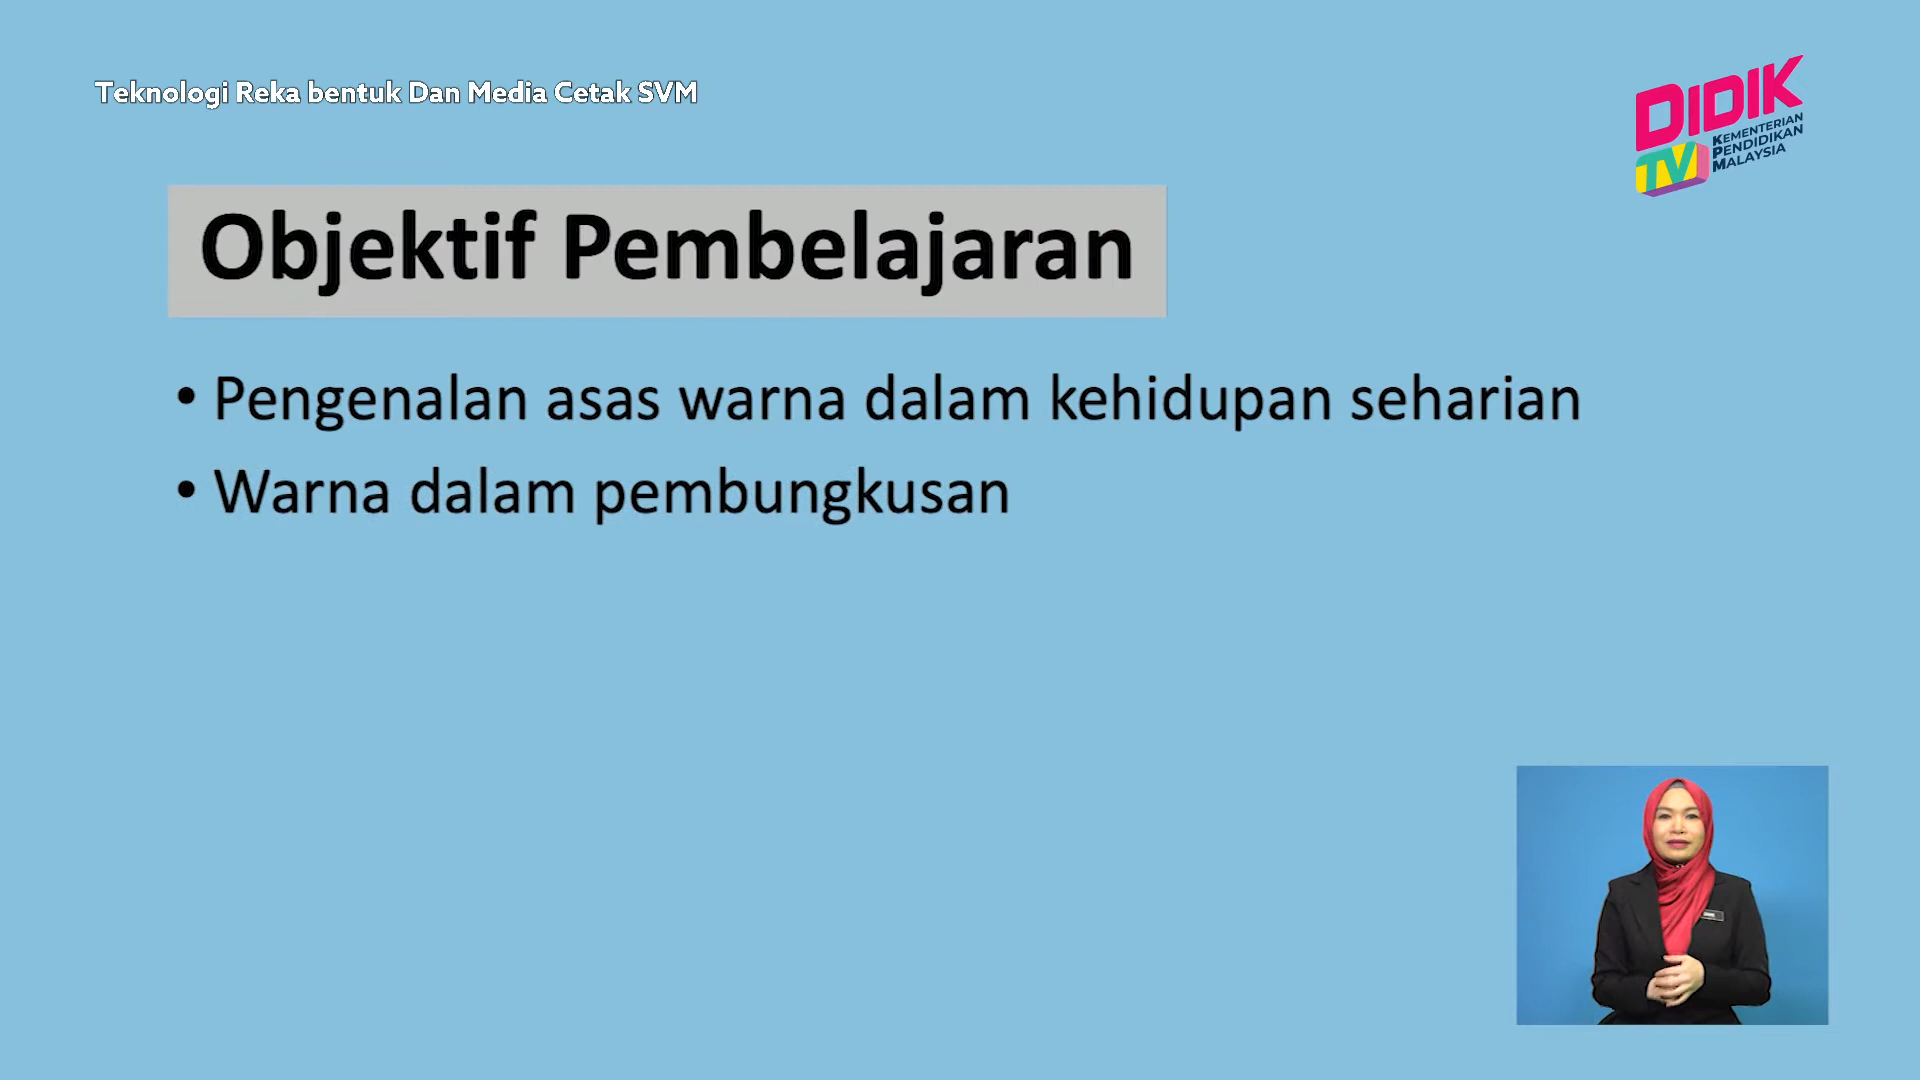 Teknologi Reka bentuk Dan Media Cetak SVM
DIDIK
TV
KEMENTERIAN
PENDIDIKAN
MALAYSIA
Objektif Pembelajaran
• Pengenalan asas warna dalam kehidupan seharian
• Warna dalam pembungkusan